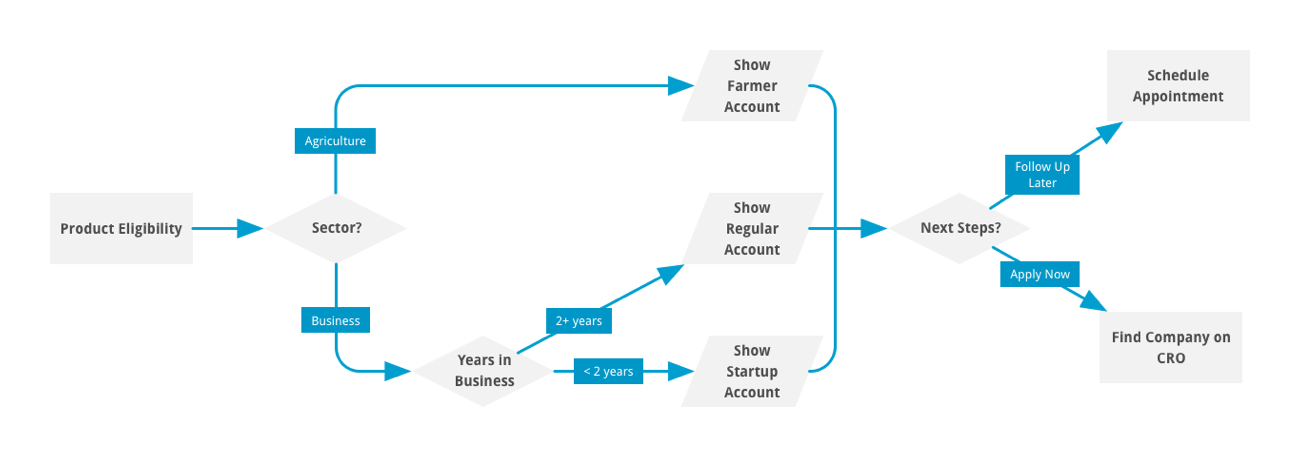 Product Eligibility
Sector?
Agriculture
Business
Years in
Business
2+ years
< 2 years
Show
Farmer
Account
Show
Regular
Account
Show
Startup
Account
Next Steps?
Follow Up
Later
Apply Now
Schedule
Appointment
Find Company on
CRO